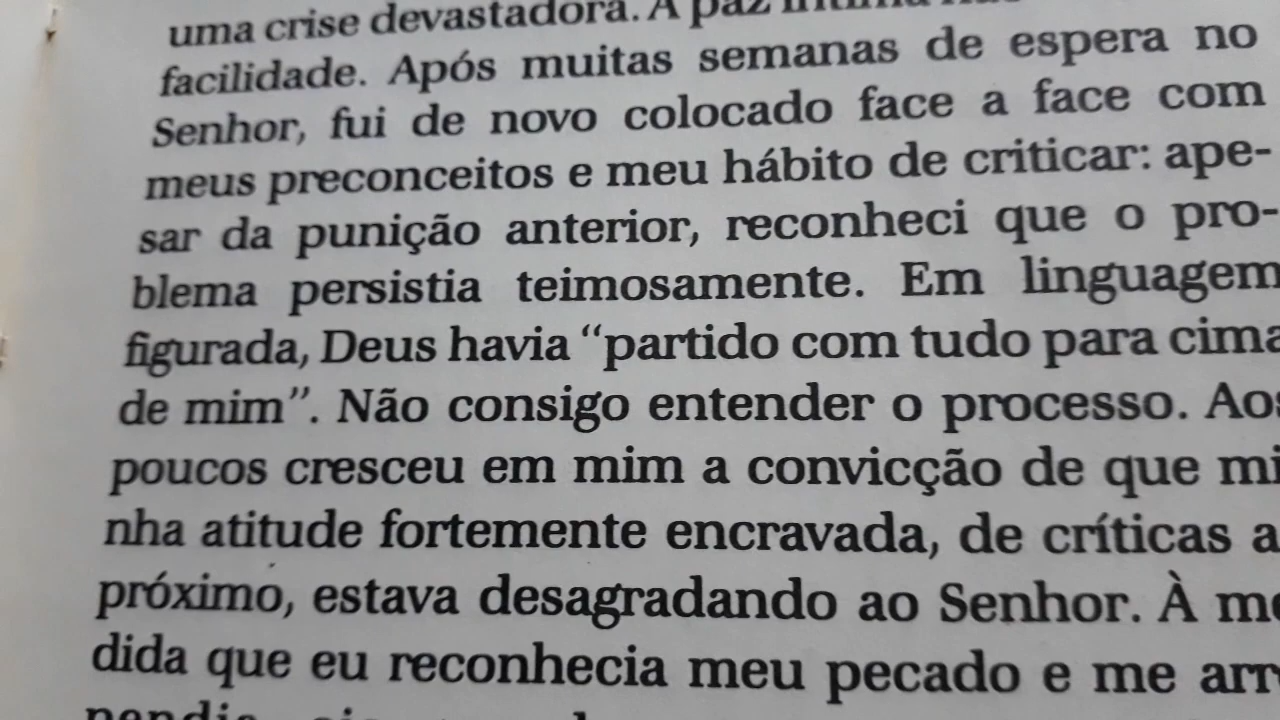 uma crise devastadora. A paz
facilidade. Após muitas semanas de espera no
Senhor, fui de novo colocado face a face com
meus preconceitos e meu hábito de criticar: ape-
sar da punição anterior, reconheci que o pro-
blema persistia teimosamente. Em linguagem
figurada, Deus havia “partido com tudo para cima
de mim”. Não consigo entender o processo. Aos
poucos cresceu em mim a convicção de que mi
nha atitude fortemente encravada, de críticas a
próximo, estava desagradando ao Senhor. À me
dida que eu reconhecia meu pecado e me arre